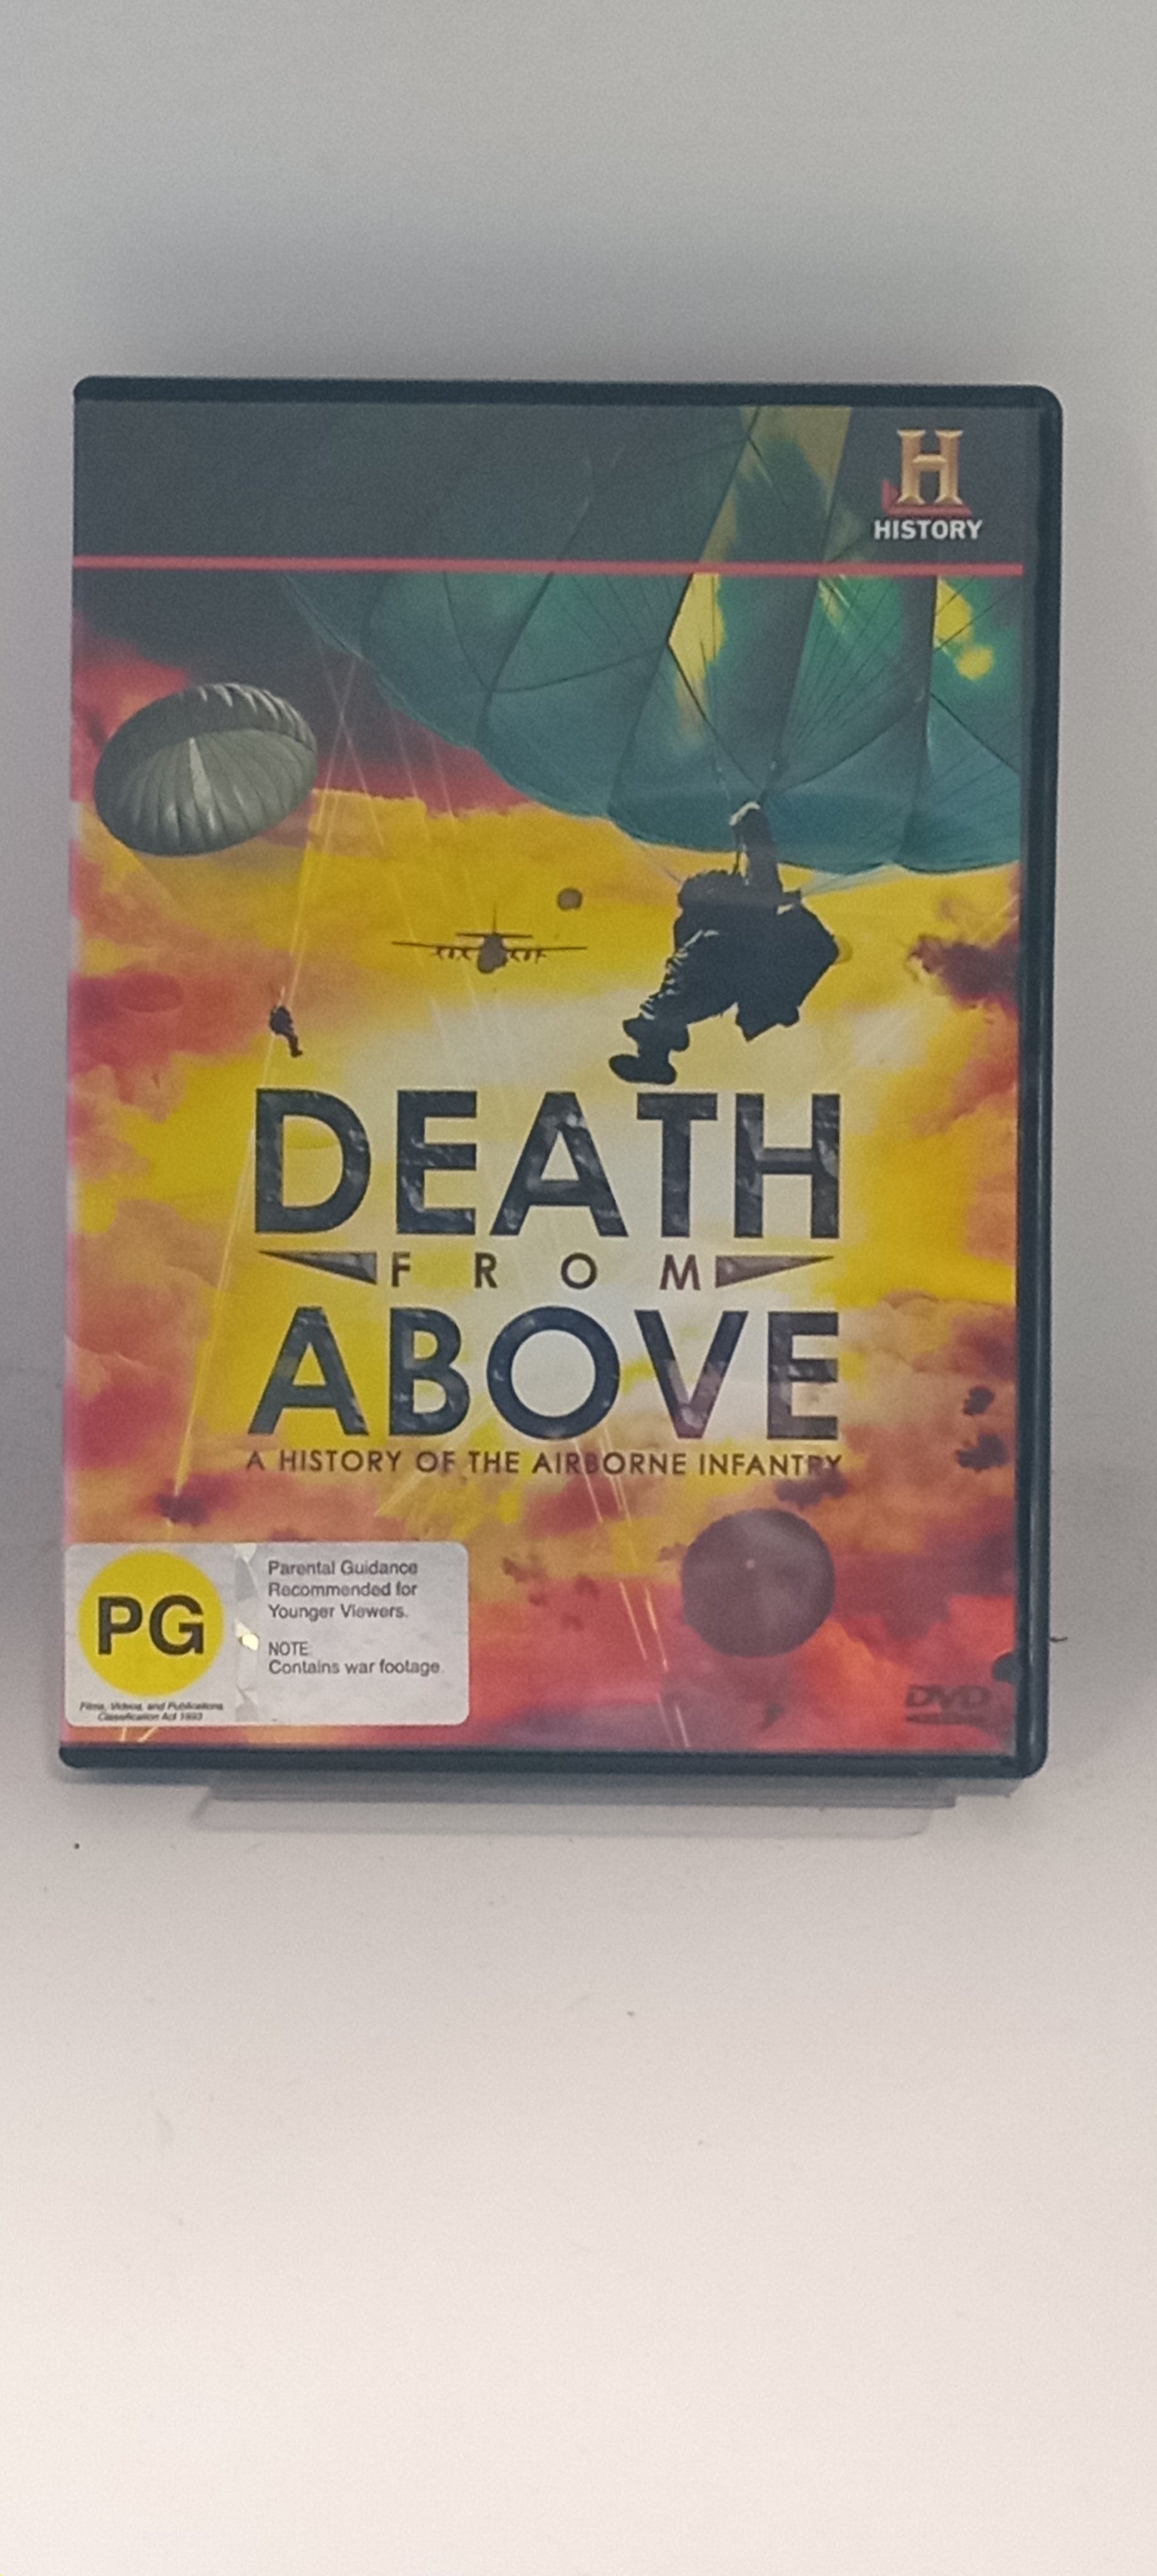 H
HISTORY
DEATH
FROM
ABOVE
A HISTORY OF THE AIRBORNE INFANTRY
PG
Parental Guidance
Recommended for
Younger Viewers.
NOTE:
Contains war footage.
Films, Videos, and Publications
Classification Act 1993
DVD